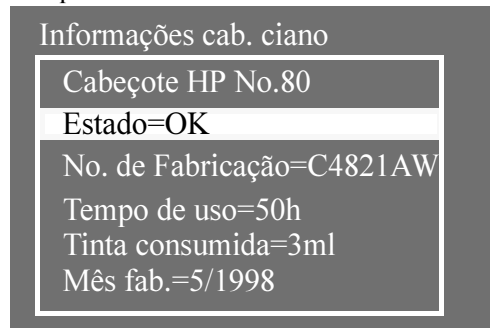 Informações cab. ciano
Cabeçote HP No.80
Estado=OK
No. de Fabricação=C4821AW
Tempo de uso=50h
Tinta consumida=3ml
Mês fab.=5/1998